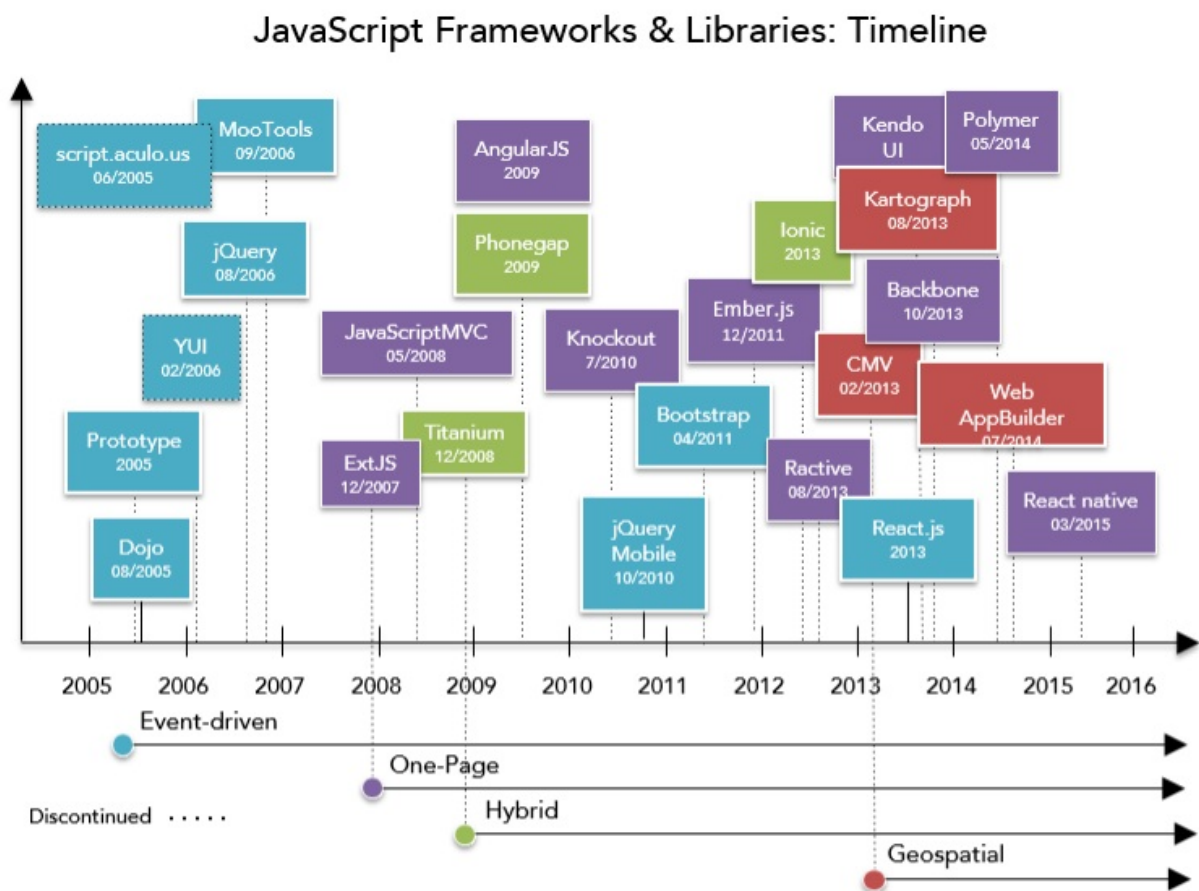 JavaScript Frameworks & Libraries: Timeline
script.aculo.us
06/2005
MooTools
09/2006
jQuery
08/2006
YUI
02/2006
Prototype
2005
Dojo
08/2005
AngularJS
2009
Phonegap
2009
JavaScriptMVC
05/2008
Titanium
12/2008
ExtJS
12/2007
Knockout
7/2010
Bootstrap
04/2011
jQuery
Mobile
10/2010
Ember.js
12/2011
Ionic
2013
Kendo
UI
Polymer
05/2014
Kartograph
08/2013
Backbone
10/2013
CMV
02/2013
Web
AppBuilder
07/2014
Ractive
08/2013
React.js
2013
React native
03/2015
2005 2006 2007 2008 2009 2010 2011 2012 2013 2014 2015 2016
Event-driven
One-Page
Discontinued
Hybrid
Geospatial